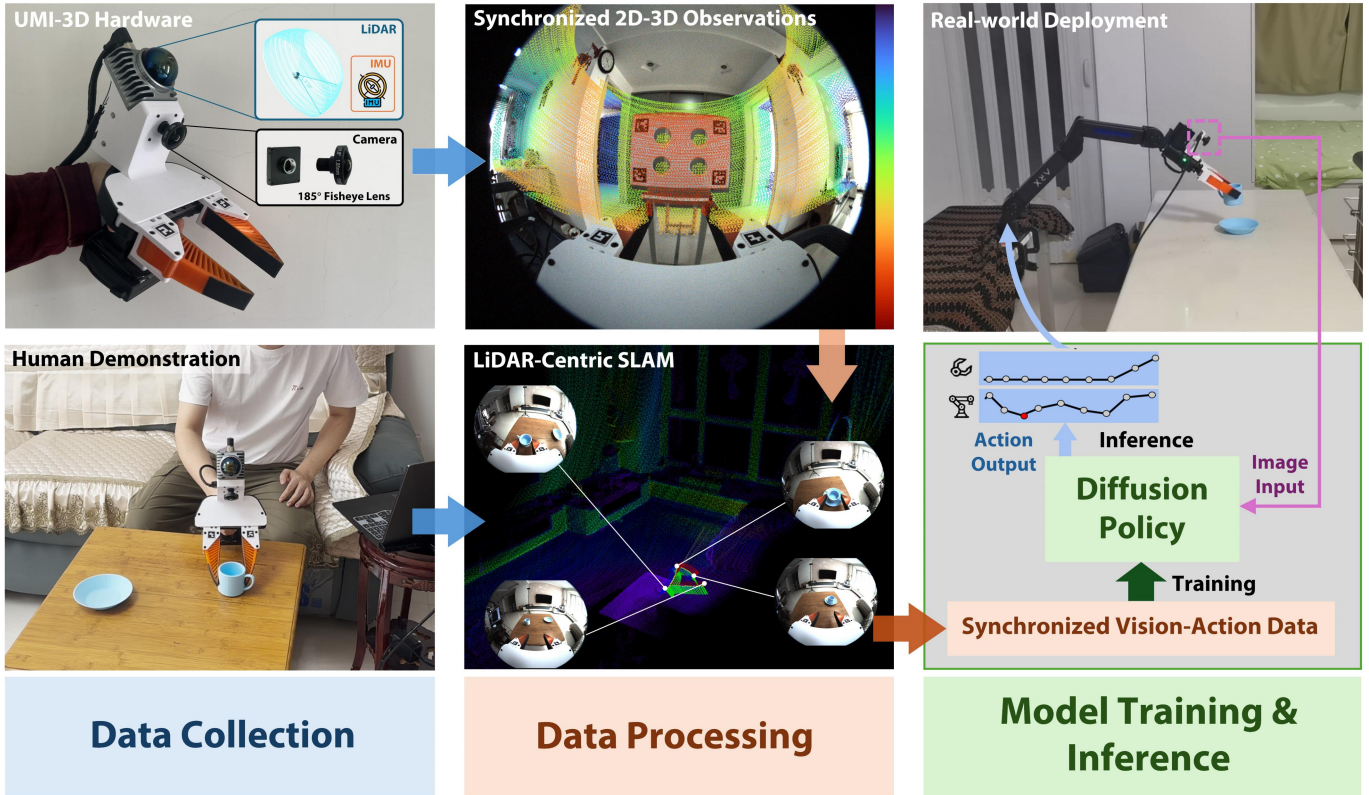 UMI-3D Hardware
LiDAR
IMU
IMU
Camera
185° Fisheye Lens
Synchronized 2D-3D Observations
Real-world Deployment
ARX
Human Demonstration
LiDAR-Centric SLAM
Action
Output
Inference
Image
Input
Diffusion
Policy
Training
Synchronized Vision-Action Data
Data Collection
Data Processing
Model Training &
Inference